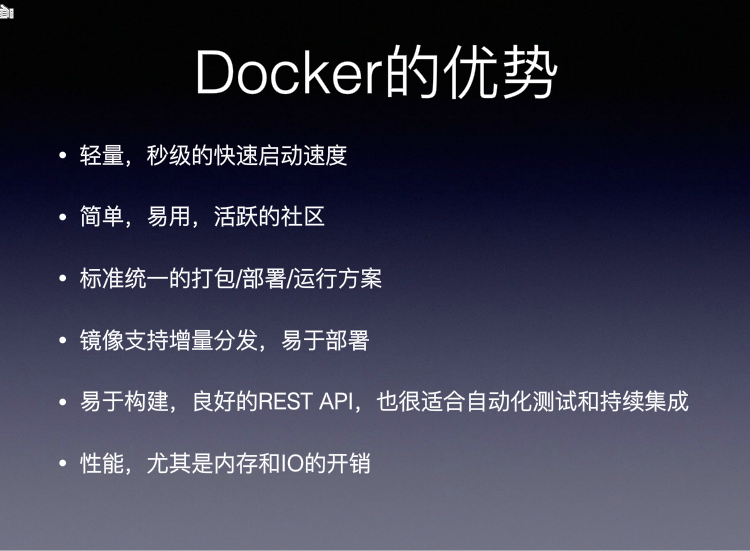 Docker的优势
• 轻量，秒级的快速启动速度
• 简单，易用，活跃的社区
• 标准统一的打包/部署/运行方案
• 镜像支持增量分发，易于部署
• 易于构建，良好的REST API，也很适合自动化测试和持续集成
• 性能，尤其是内存和IO的开销